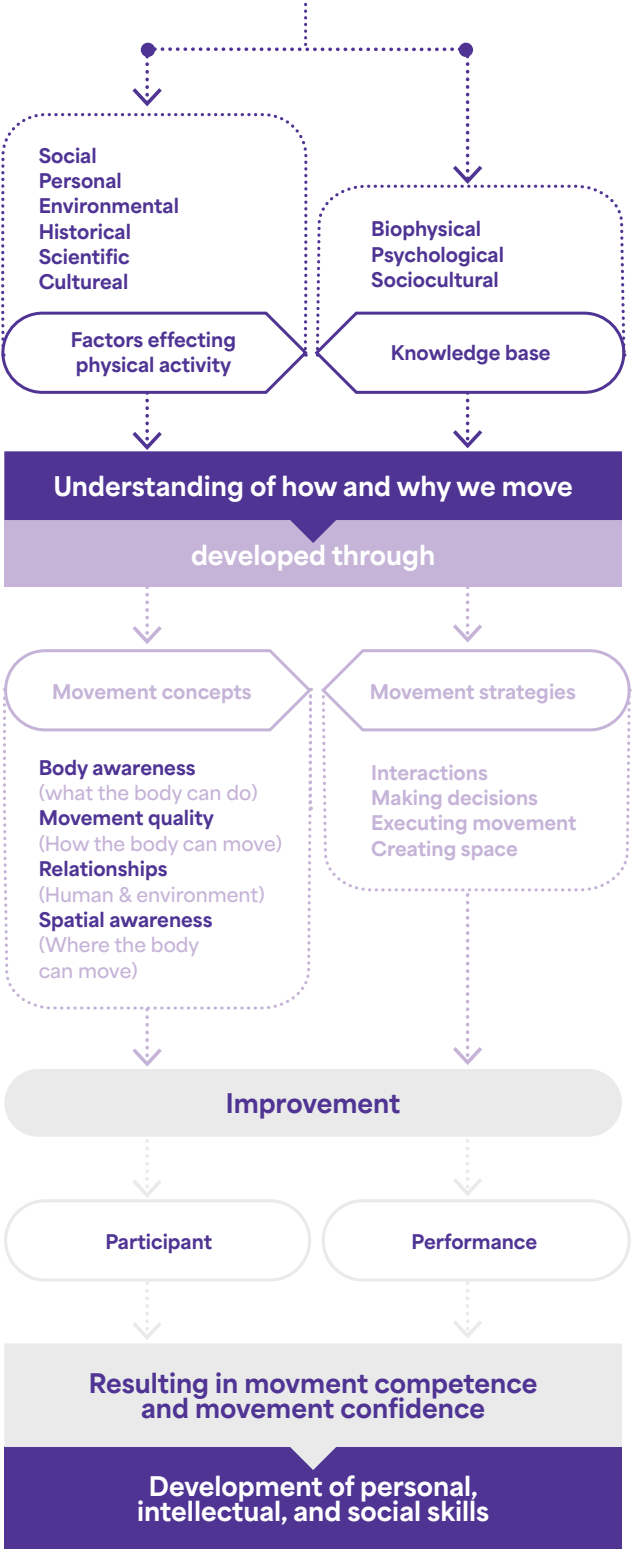 Social
Personal
Environmental
Historical
Scientific
Cultureal
Factors effecting
physical activity
Biophysical
Psychological
Sociocultural
Knowledge base
Understanding of how and why we move
developed through
Movement concepts
Body awareness
(what the body can do)
Movement quality
(How the body can move)
Relationships
(Human & environment)
Spatial awareness
(Where the body
can move)
Movement strategies
Interactions
Making decisions
Executing movement
Creating space
Improvement
Participant
Performance
Resulting in movment competence
and movement confidence
Development of personal,
intellectual, and social skills